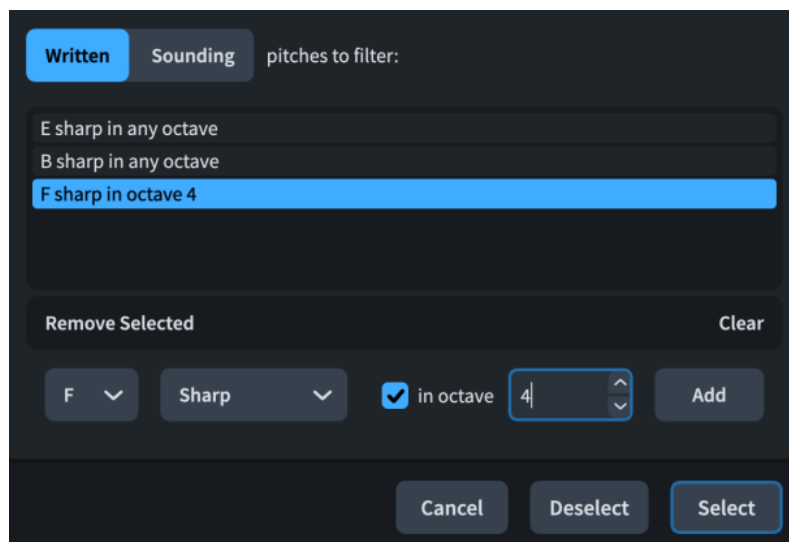 Written Sounding pitches to filter:
E sharp in any octave
B sharp in any octave
F sharp in octave 4
Remove Selected Clear
F Sharp in octave 4 Add
Cancel Deselect Select